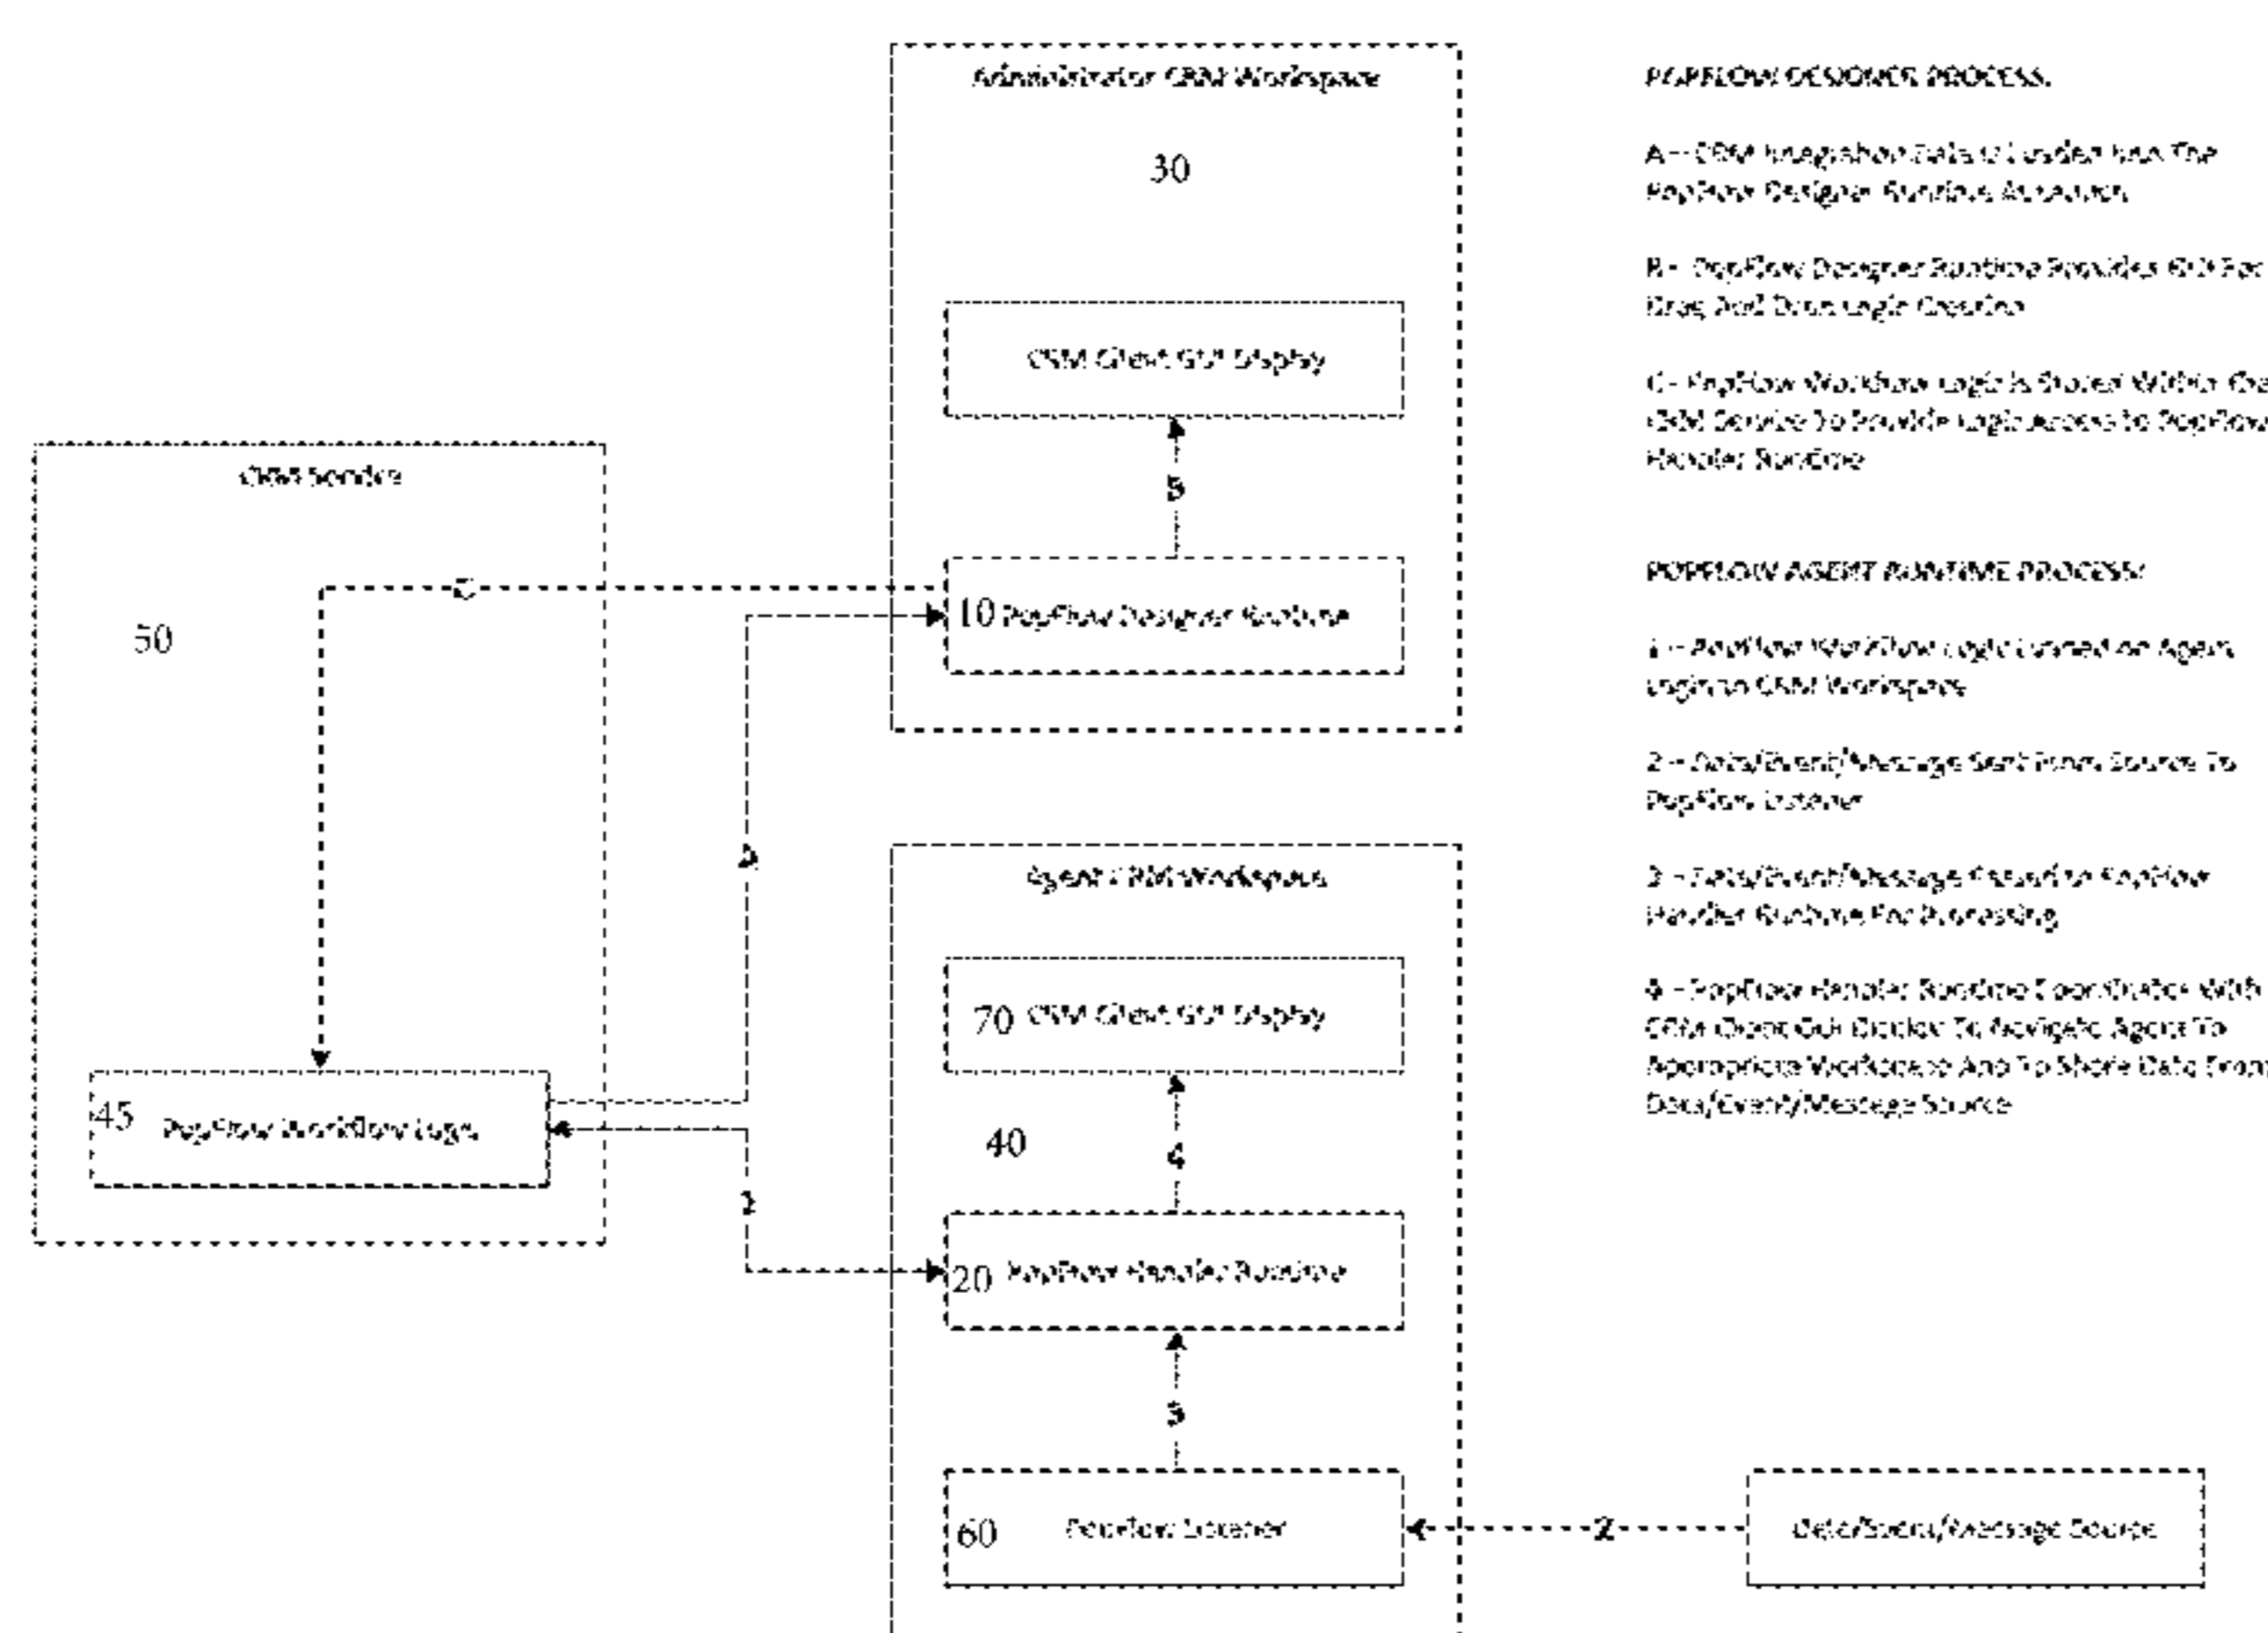 Administrator CRM Workspace
30
CRM Client GUI Display
B
10 PopFlow Designer Runtime
CRM Service
C
50
A
45 PopFlow Workflow Logic
1
Agent CRM Workspace
70 CRM Client GUI Display
40
4
20 PopFlow Handler Runtime
3
60 PopFlow Listener
2
Data/Event/Message Source
POPFLOW DESIGNER PROCESS:
A – CRM Integration Data Is Loaded Into The
PopFlow Designer Runtime
B – PopFlow Designer Runtime Provides GUI For
Drag And Drop Logic Creation
C – PopFlow Workflow Logic Is Stored Within The
CRM Service To Provide Logic Access to PopFlow
Handler Runtime
POPFLOW AGENT RUNTIME PROCESS:
1 – PopFlow Workflow Logic Loaded on Agent
Login to CRM Workspace
2 – Data/Event/Message Sent From Source To
PopFlow Listener
3 – Data/Event/Message Passed to PopFlow
Handler Runtime For Processing
4 – PopFlow Handler Runtime Coordinates With
CRM Client GUI Display To Navigate Agent To
Appropriate Workspace And To Share Data From
Data/Event/Message Source